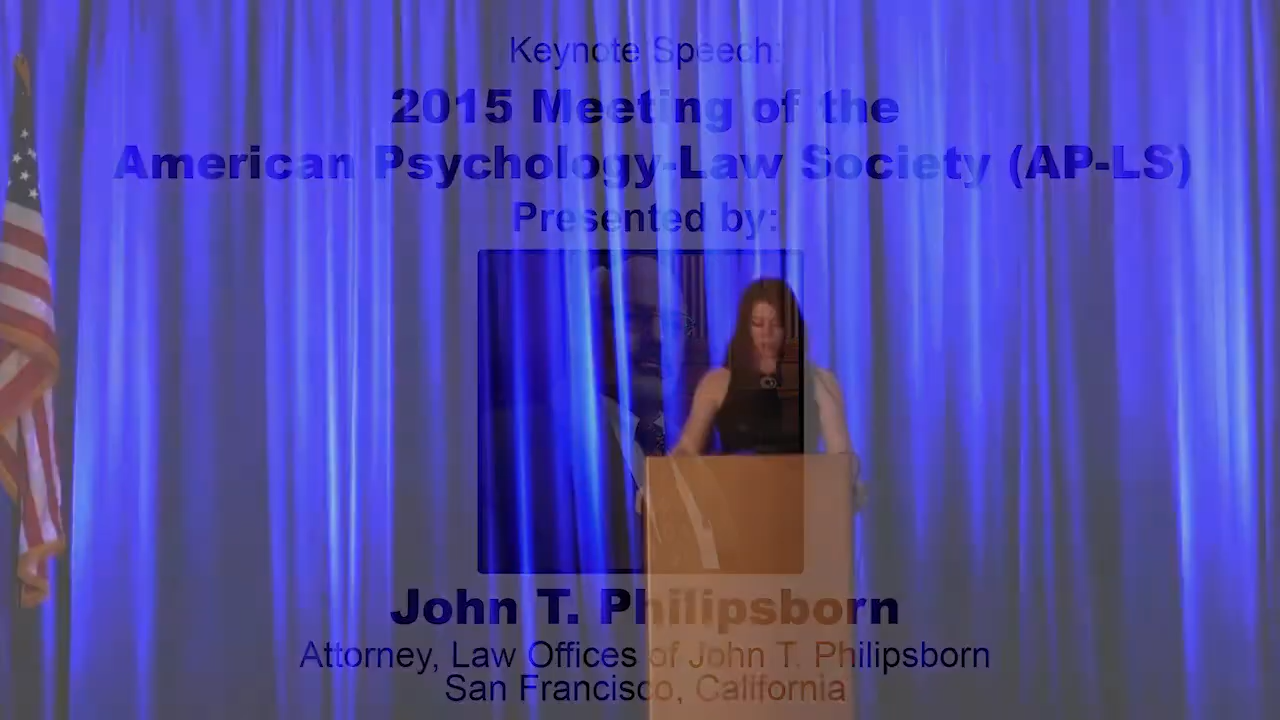 Keynote Speech:
2015 Meeting of the
American Psychology-Law Society (AP-LS)
Presented by:
John T. Philipsborn
Attorney, Law Offices of John T. Philipsborn
San Francisco, California